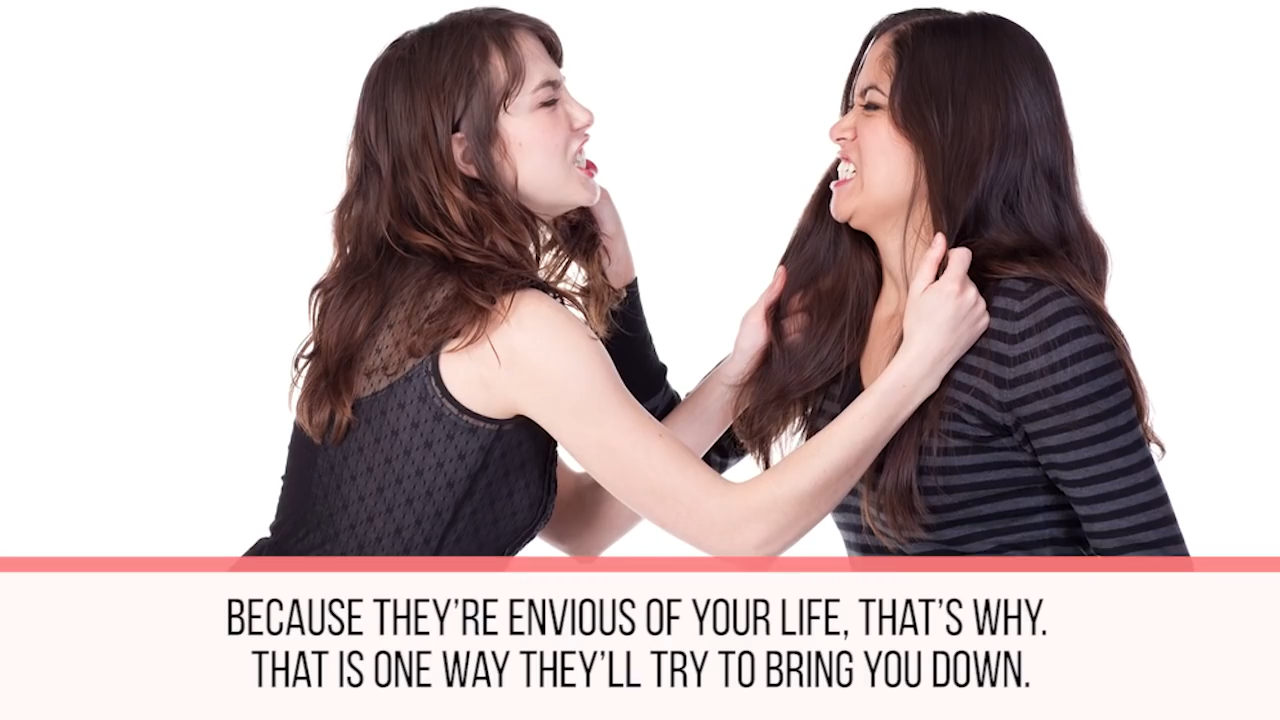 BECAUSE THEY'RE ENVIOUS OF YOUR LIFE, THAT'S WHY.
THAT IS ONE WAY THEY'LL TRY TO BRING YOU DOWN.